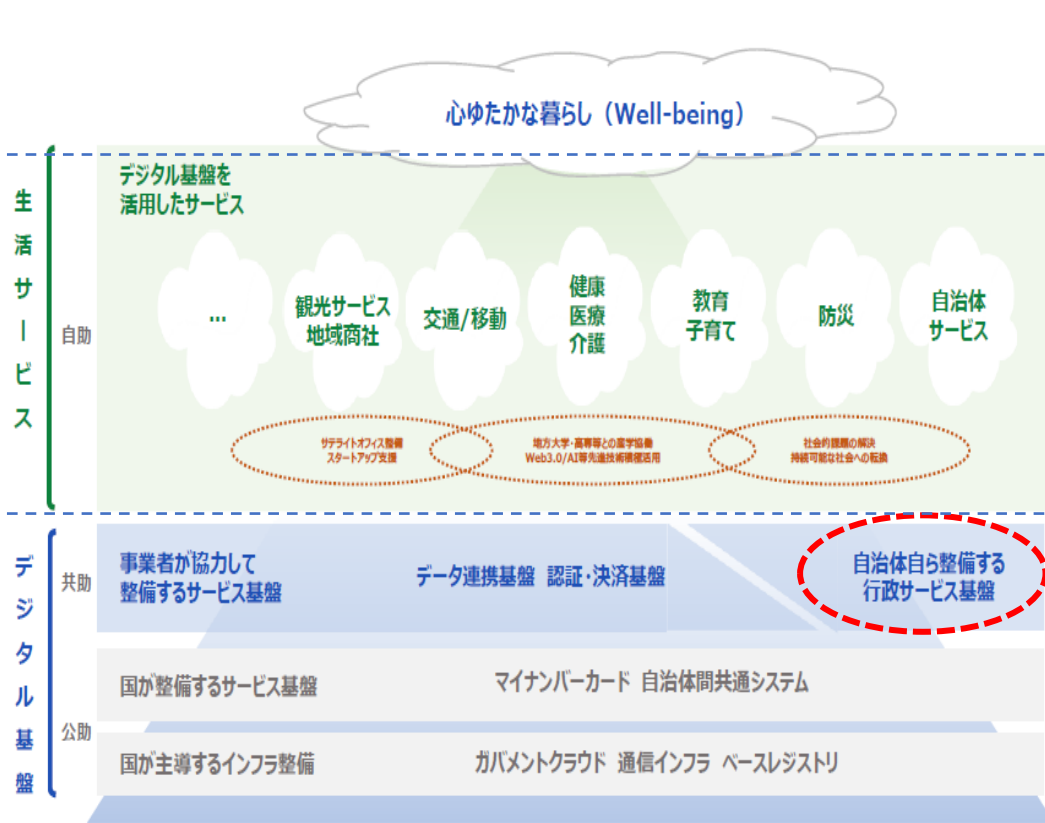 心ゆたかな暮らし（Well-being）
生活サービス
自助
デジタル基盤を
活用したサービス
…
観光サービス
地域商社
交通/移動
健康
医療
介護
教育
子育て
防災
自治体
サービス
サテライトオフィス整備
スタートアップ支援
地方大学・高専等との産学協働
Web3.0/AI等先進技術積極活用
社会的課題の解決
持続可能な社会への転換
デジタル基盤
共助
事業者が協力して
整備するサービス基盤
データ連携基盤 認証・決済基盤
自治体自ら整備する
行政サービス基盤
公助
国が整備するサービス基盤
マイナンバーカード 自治体間共通システム
国が主導するインフラ整備
ガバメントクラウド 通信インフラ ベースレジストリ